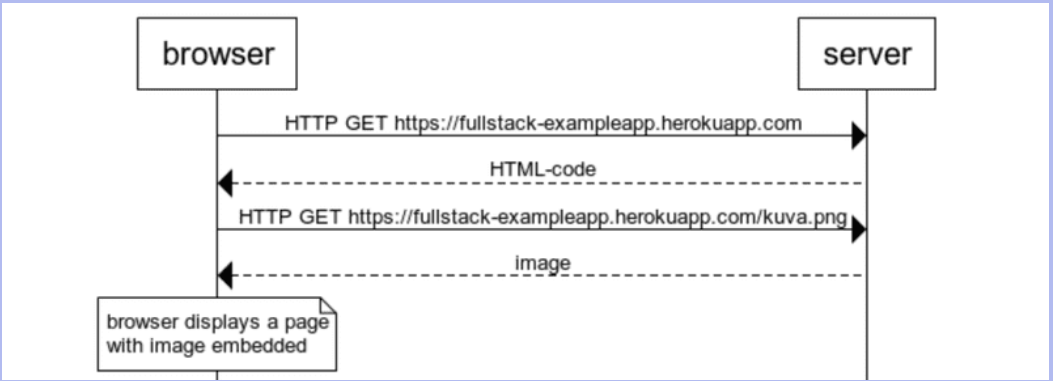 browser
server
HTTP GET https://fullstack-exampleapp.herokuapp.com
HTML-code
HTTP GET https://fullstack-exampleapp.herokuapp.com/kuva.png
image
browser displays a page
with image embedded